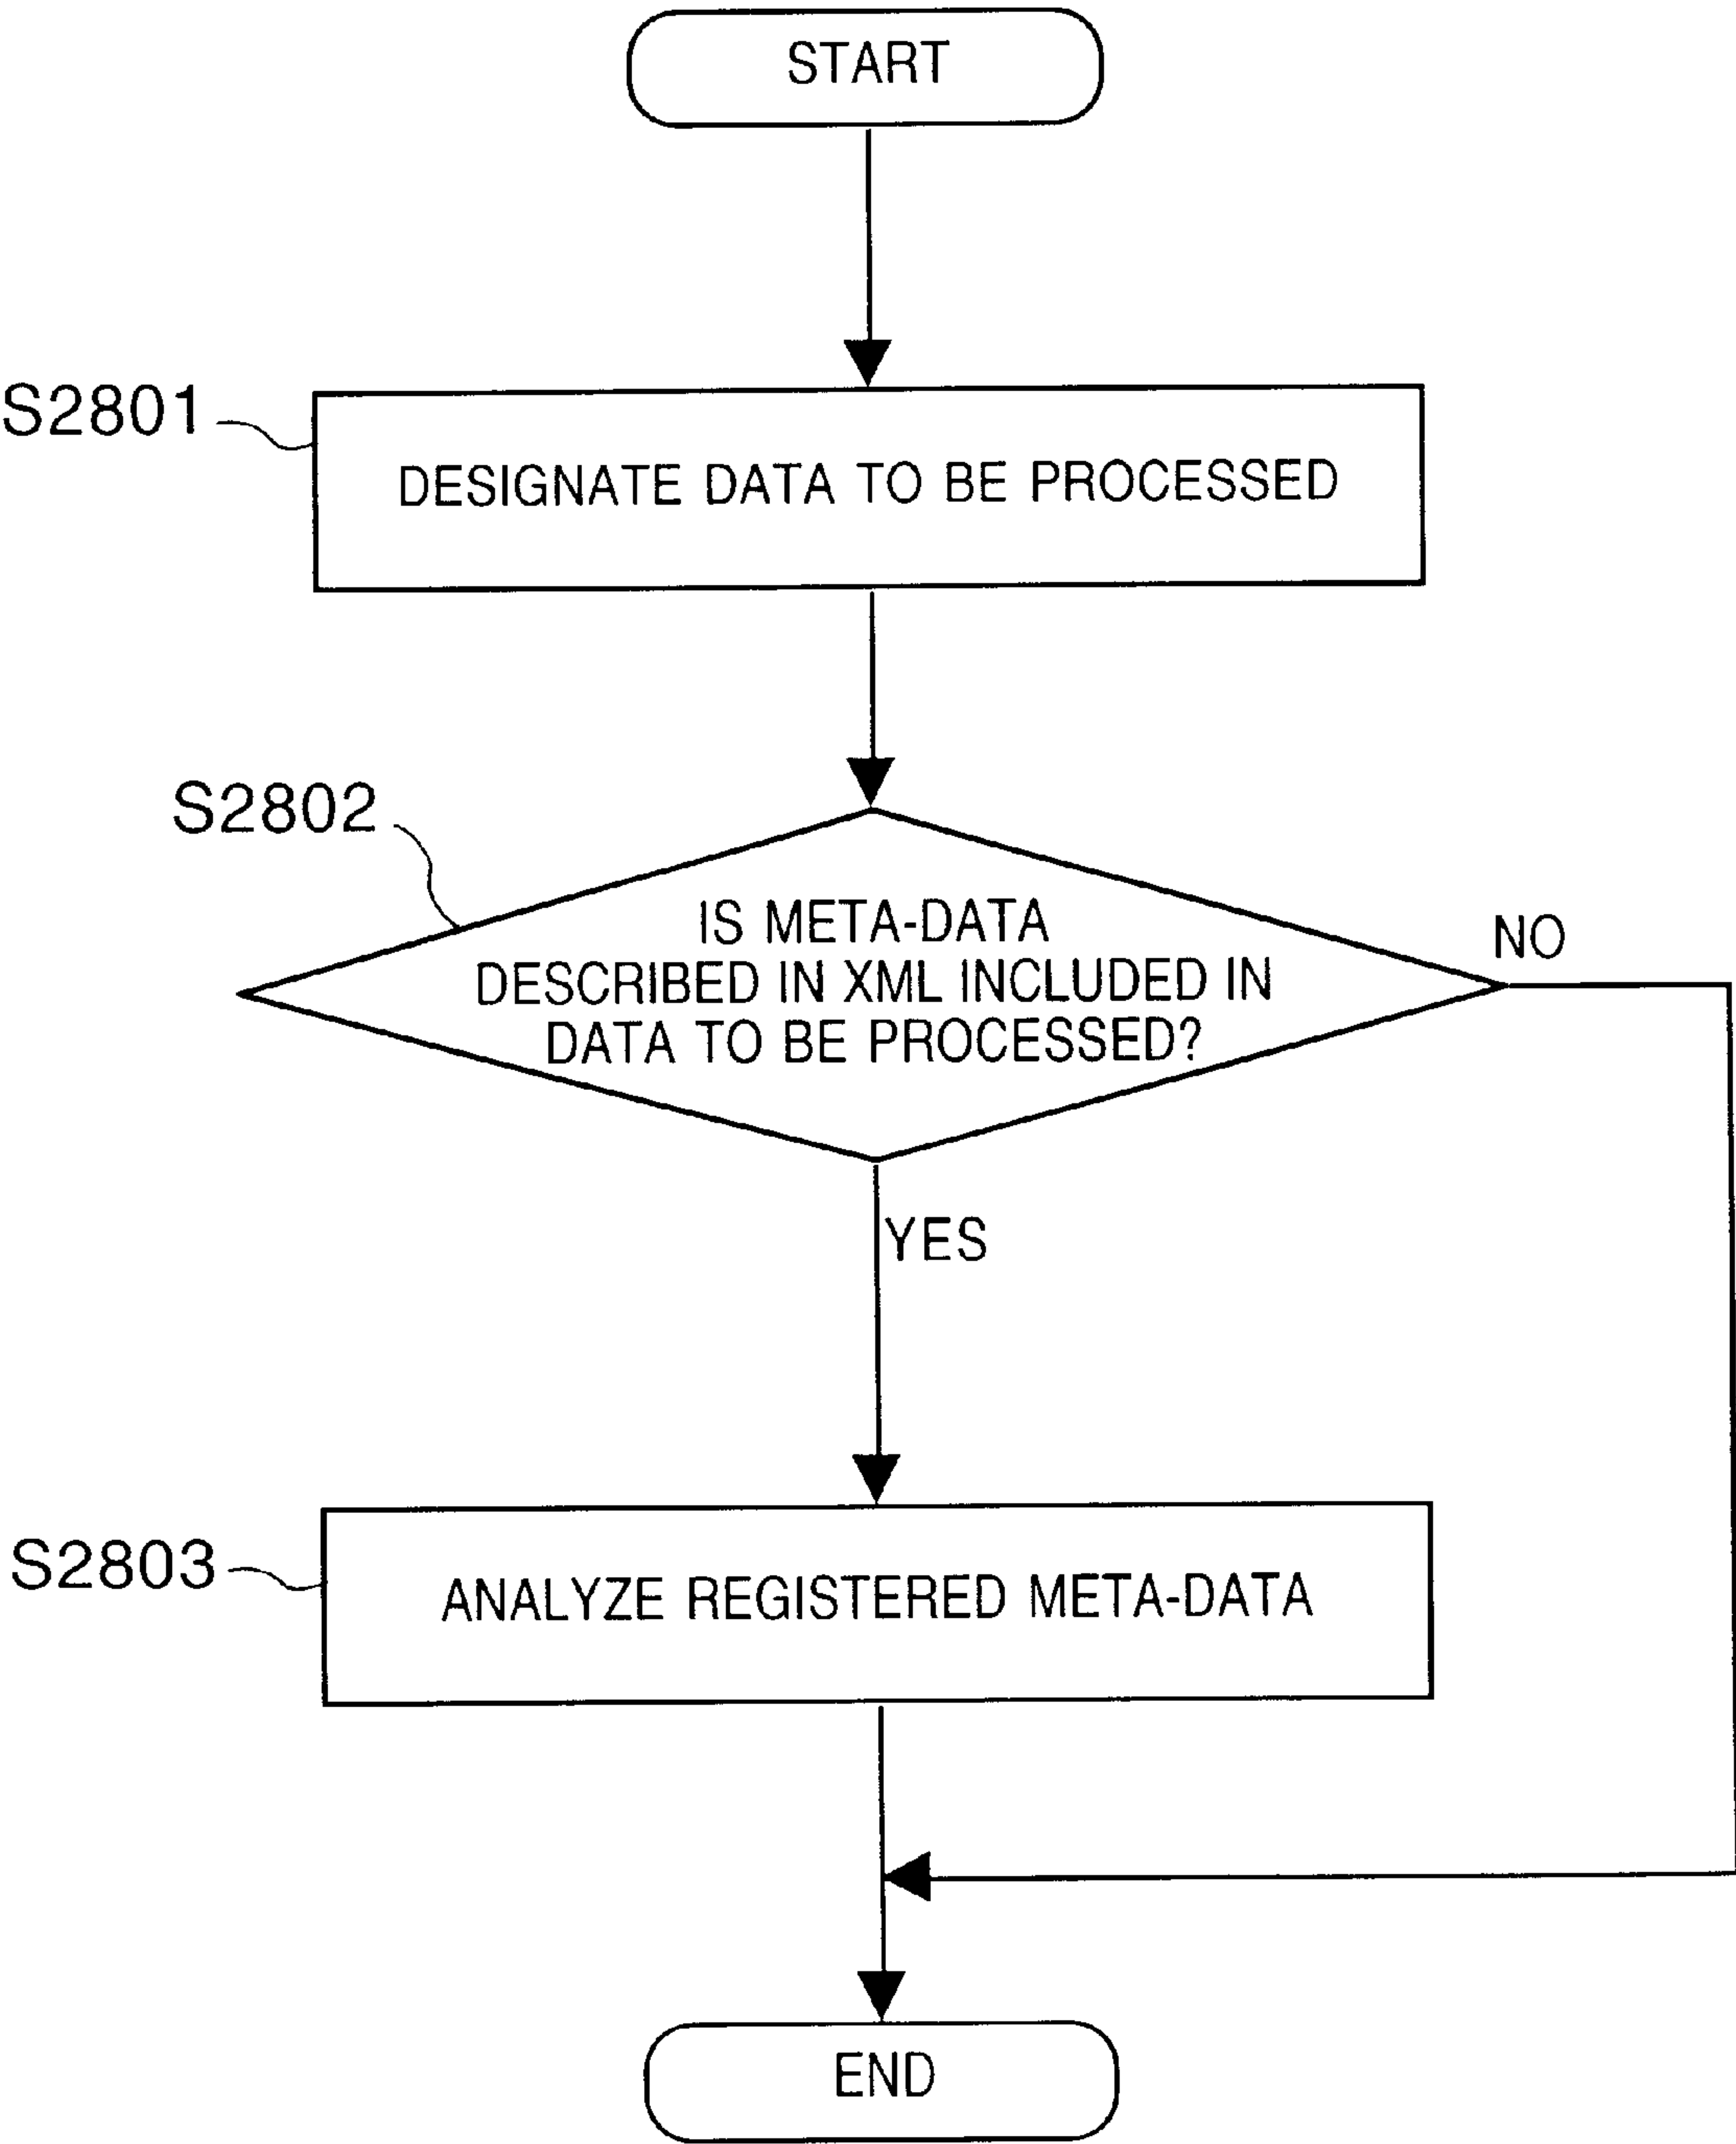 START
S2801
DESIGNATE DATA TO BE PROCESSED
S2802
IS META-DATA
DESCRIBED IN XML INCLUDED IN
DATA TO BE PROCESSED?
NO
YES
S2803
ANALYZE REGISTERED META-DATA
END